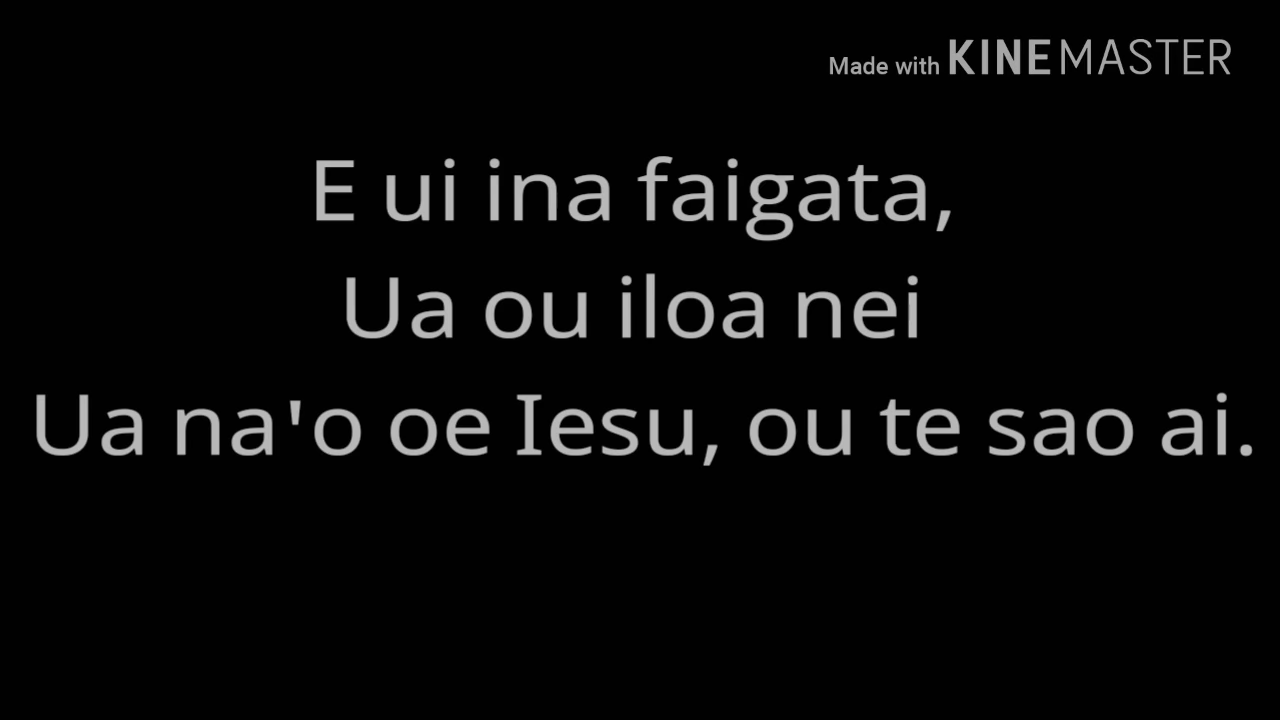 Made with KINEMASTER
E ui ina faigata,
Ua ou iloa nei
Ua na'o oe Iesu, ou te sao ai.